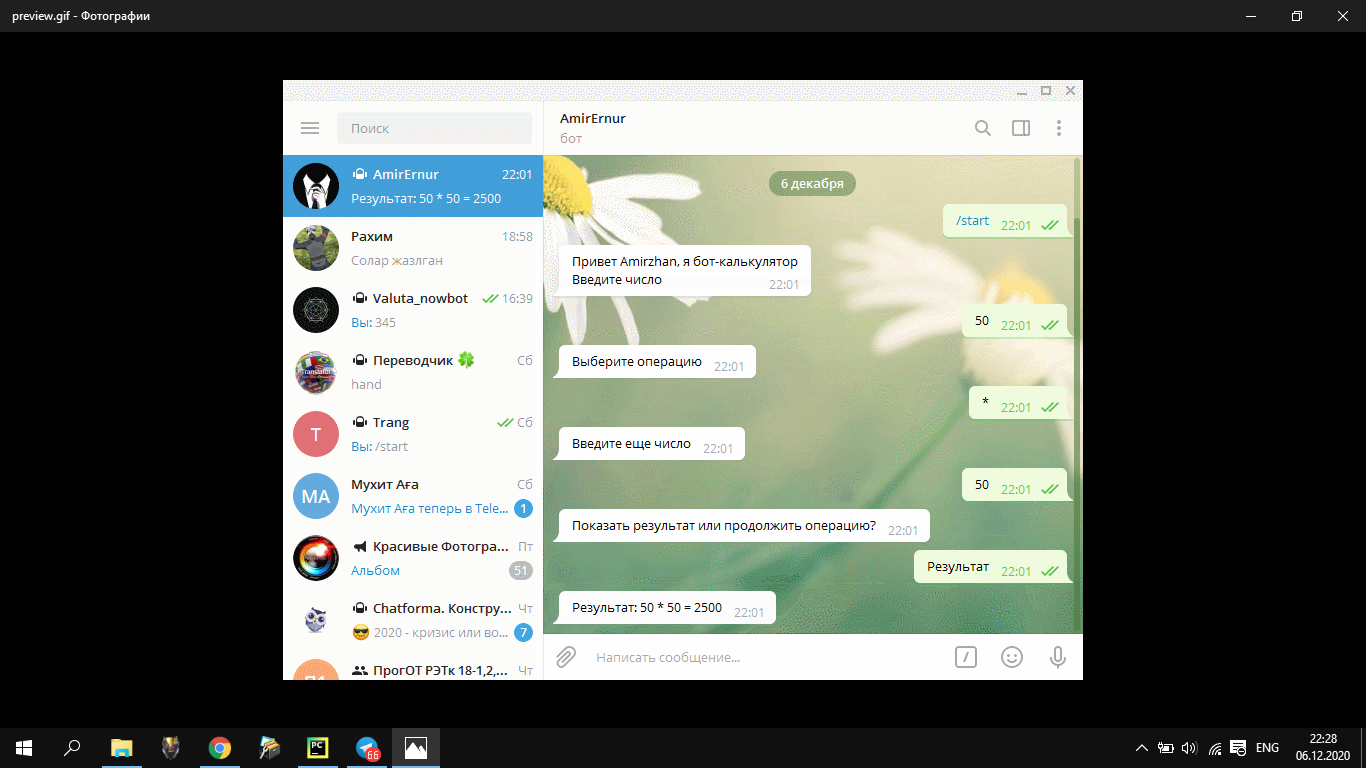 preview.gif - Фотографии
Поиск
AmirErnur 22:01
Результат: 50 * 50 = 2500
Рахим 18:58
Солар жазлган
Valuta_nowbot 16:39
Вы: 345
Translator
Переводчик Сб
hand
T
Trang Сб
Вы: /start
МА
Мухит Аға Сб
Мухит Аға теперь в Tele... 1
Красивые Фотогра... Пт
Альбом 51
Chatforma. Констру... Чт
2020 - кризис или во... 7
ПрогОТ РЭТк 18-1,2,... Чт
AmirErnur
бот
6 декабря
/start 22:01
Привет Amirzhan, я бот-калькулятор
Введите число 22:01
50 22:01
Выберите операцию 22:01
* 22:01
Введите еще число 22:01
50 22:01
Показать результат или продолжить операцию? 22:01
Результат 22:01
Результат: 50 * 50 = 2500 22:01
Написать сообщение...
/
PC
66
ENG
22:28
06.12.2020